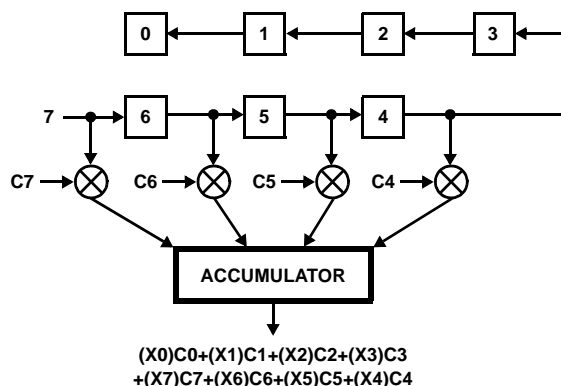 0 1 2 3
7 6 5 4
C7 C6 C5 C4
ACCUMULATOR
(X0)C0+(X1)C1+(X2)C2+(X3)C3
+(X7)C7+(X6)C6+(X5)C5+(X4)C4